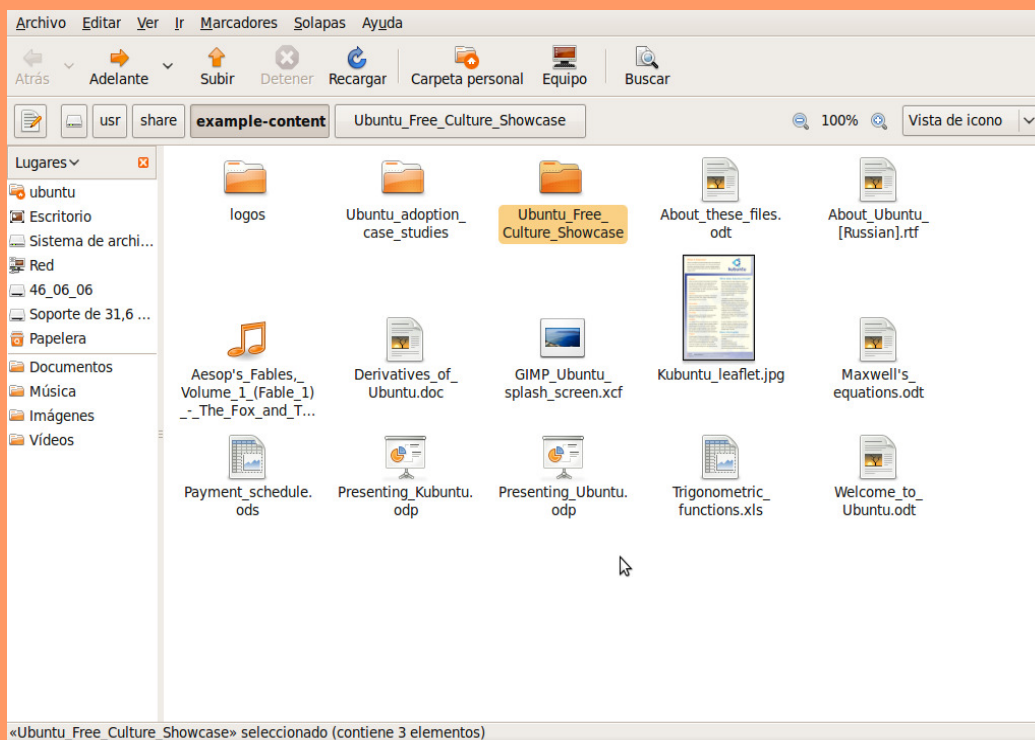 Archivo Editar Ver Ir Marcadores Solapas Ayuda
Atrás Adelante Subir Detener Recargar Carpeta personal Equipo Buscar
usr share example-content Ubuntu_Free_Culture_Showcase 100% Vista de icono
Lugares
ubuntu
Escritorio
Sistema de archi...
Red
46_06_06
Soporte de 31,6 ...
Papelera
Documentos
Música
Imágenes
Vídeos
logos
Ubuntu_adoption_
case_studies
Ubuntu_Free_
Culture_Showcase
About_these_files.
odt
About_Ubuntu_
[Russian].rtf
Aesop's_Fables,_
Volume_1_(Fable_1)
_-_The_Fox_and_T...
Derivatives_of_
Ubuntu.doc
GIMP_Ubuntu_
splash_screen.xcf
Kubuntu_leaflet.jpg
Maxwell's_
equations.odt
Payment_schedule.
ods
Presenting_Kubuntu.
odp
Presenting_Ubuntu.
odp
Trigonometric_
functions.xls
Welcome_to_
Ubuntu.odt
«Ubuntu_Free_Culture_Showcase» seleccionado (contiene 3 elementos)